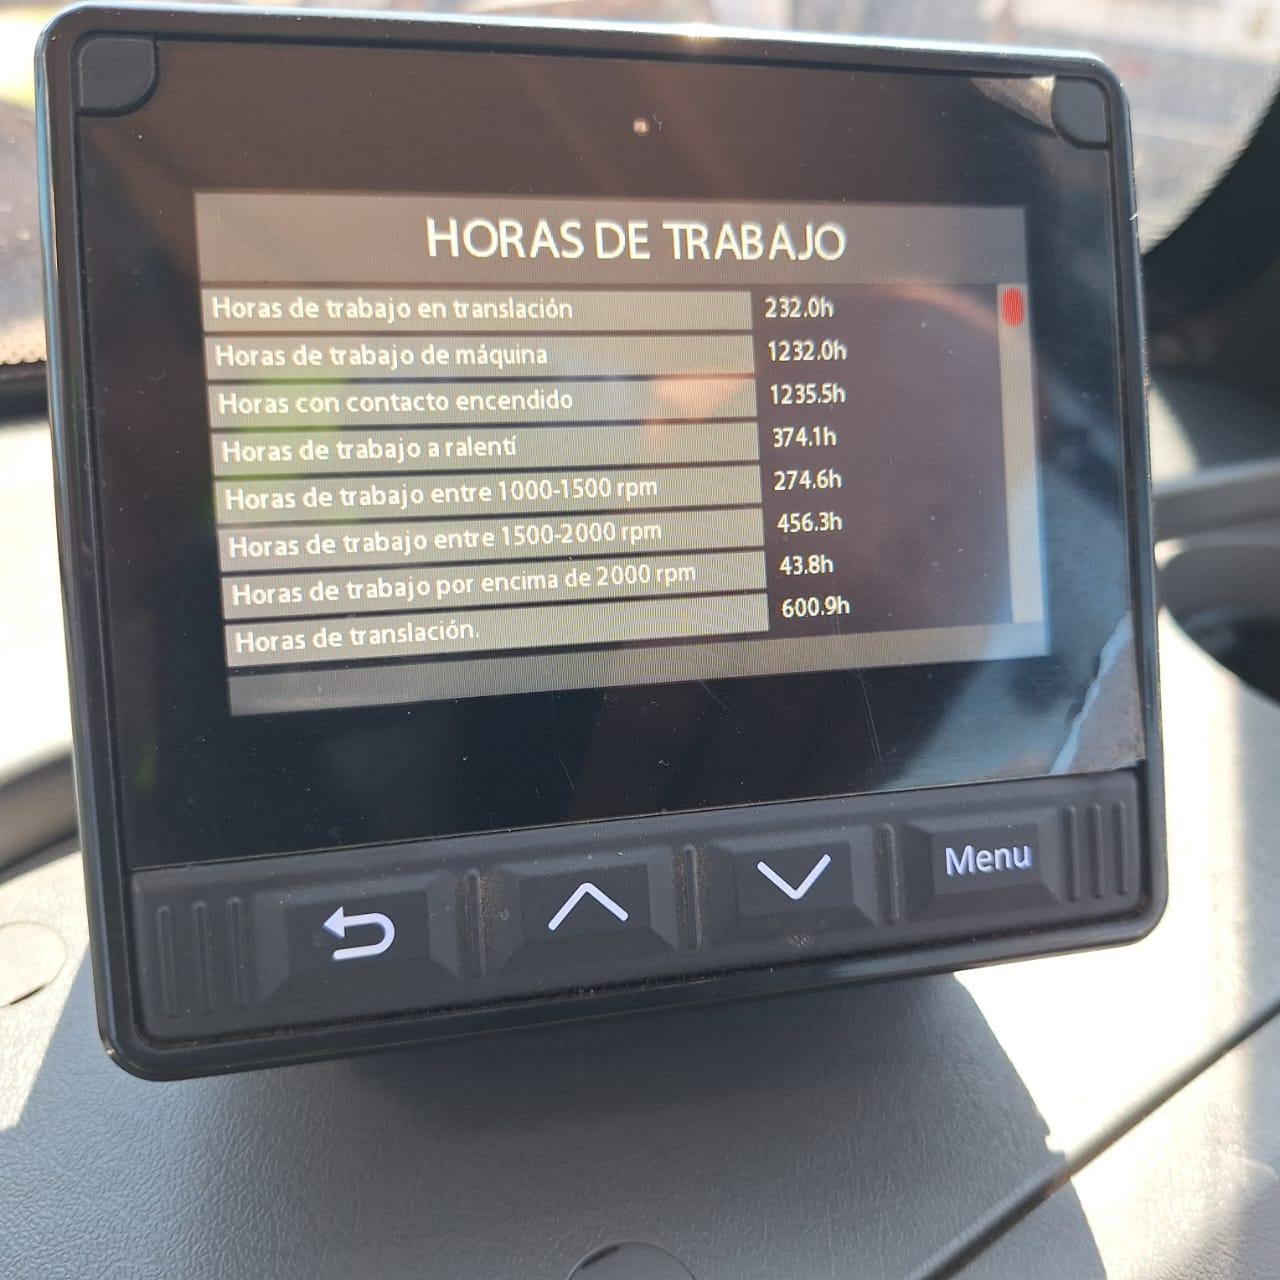 HORAS DE TRABAJO
Horas de trabajo en translación 232.0h
Horas de trabajo de máquina 1232.0h
Horas con contacto encendido 1235.5h
Horas de trabajo a ralentí 374.1h
Horas de trabajo entre 1000-1500 rpm 274.6h
Horas de trabajo entre 1500-2000 rpm 456.3h
Horas de trabajo por encima de 2000 rpm 43.8h
Horas de translación. 600.9h
Menu